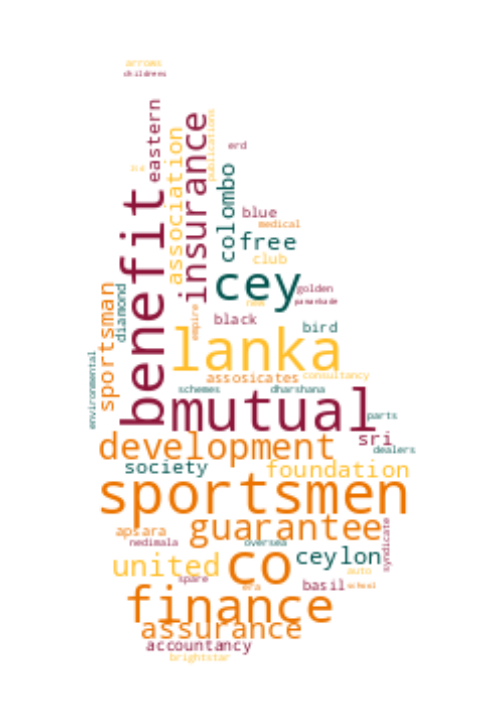 arrows
childrens
eastern
erd
publications
association
insurance
colombo
blue
medical
benefit
free
club
cey
golden
pamankade
new
sportsman
diamond
empire
black
bird
lanka
environmental
assosicates
consultancy
schemes
dharshana
mutual
parts
sri
development
dealers
society
foundation
sportsmen
guarantee
apsara
nedimala
oversea
syndicate
ceylon
united
co
auto
spare
era
basil
school
finance
assurance
accountancy
brightstar